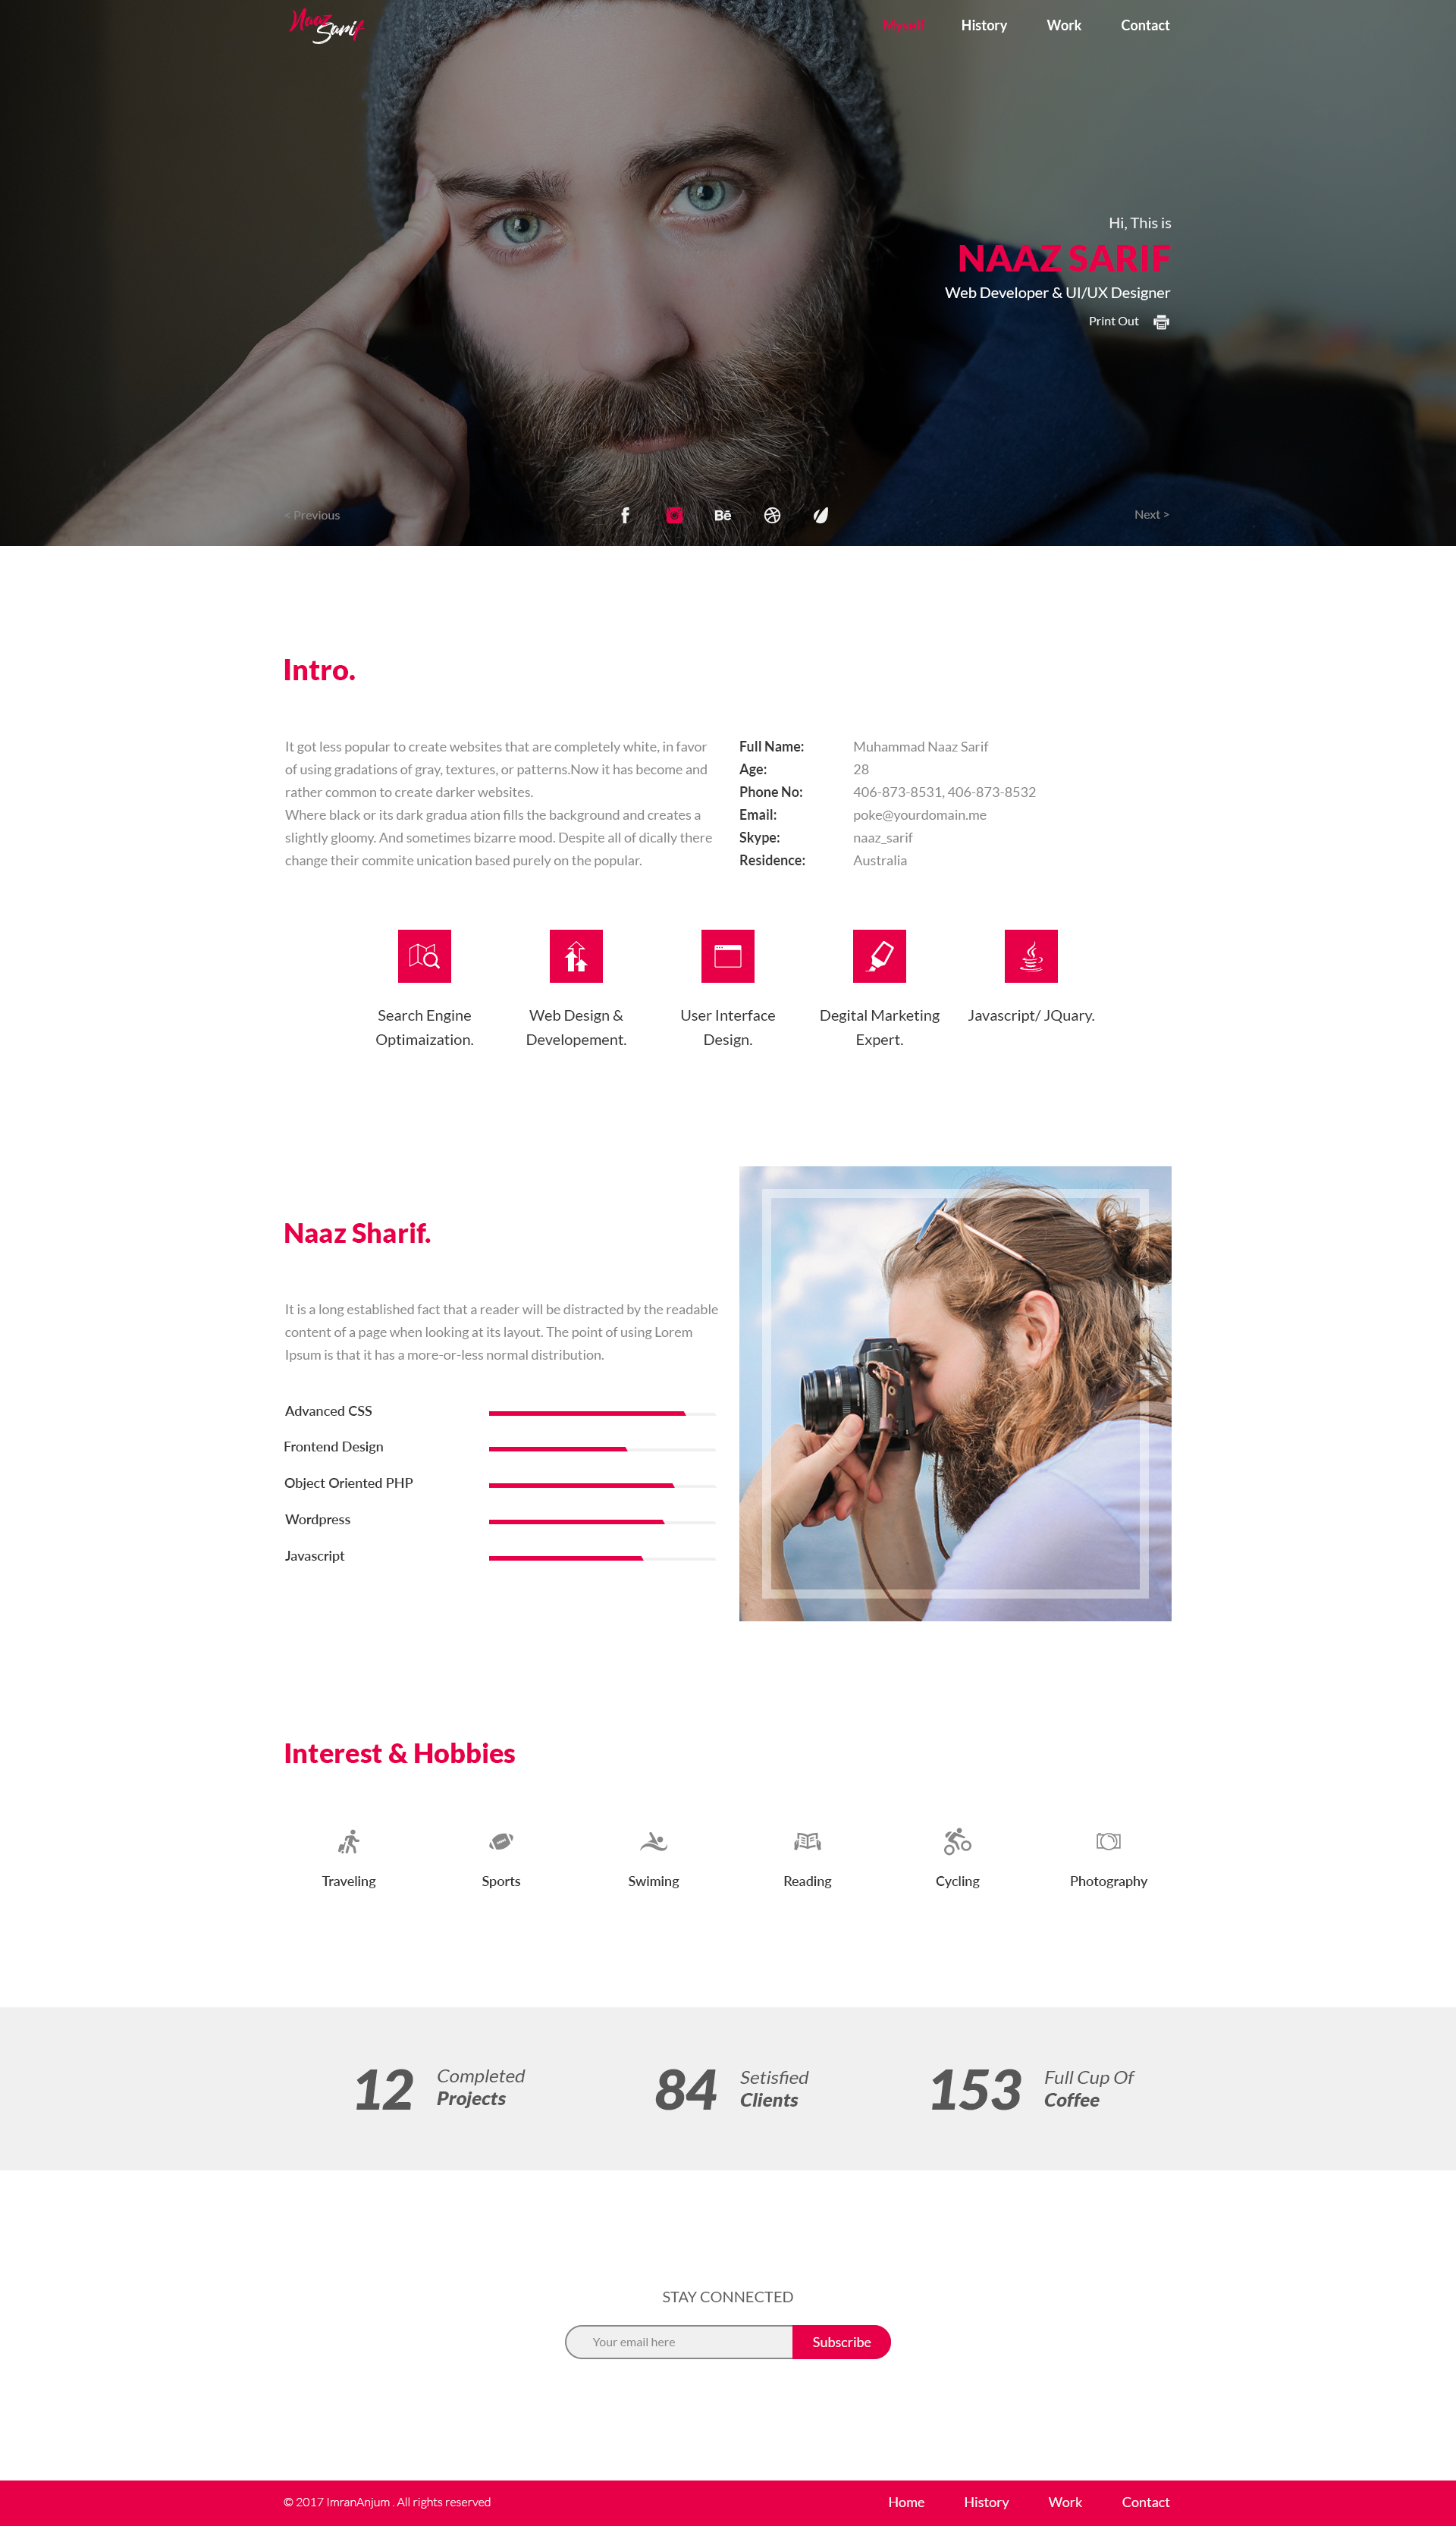 Naaz
Sarif
Myself History Work Contact
Hi, This is
NAAZ SARIF
Web Developer & UI/UX Designer
Print Out
< Previous
Bē
Next >
Intro.
It got less popular to create websites that are completely white, in favor
of using gradations of gray, textures, or patterns.Now it has become and
rather common to create darker websites.
Where black or its dark gradua ation fills the background and creates a
slightly gloomy. And sometimes bizarre mood. Despite all of dically there
change their commite unication based purely on the popular.
Full Name: Muhammad Naaz Sarif
Age: 28
Phone No: 406-873-8531, 406-873-8532
Email: poke@yourdomain.me
Skype: naaz_sarif
Residence: Australia
Search Engine
Optimaization.
Web Design &
Developement.
User Interface
Design.
Degital Marketing
Expert.
Javascript/ JQuary.
Naaz Sharif.
It is a long established fact that a reader will be distracted by the readable
content of a page when looking at its layout. The point of using Lorem
Ipsum is that it has a more-or-less normal distribution.
Advanced CSS
Frontend Design
Object Oriented PHP
Wordpress
Javascript
Interest & Hobbies
Traveling Sports Swiming Reading Cycling Photography
12 Completed
Projects
84 Setisfied
Clients
153 Full Cup Of
Coffee
STAY CONNECTED
Your email here Subscribe
© 2017 ImranAnjum . All rights reserved
Home History Work Contact